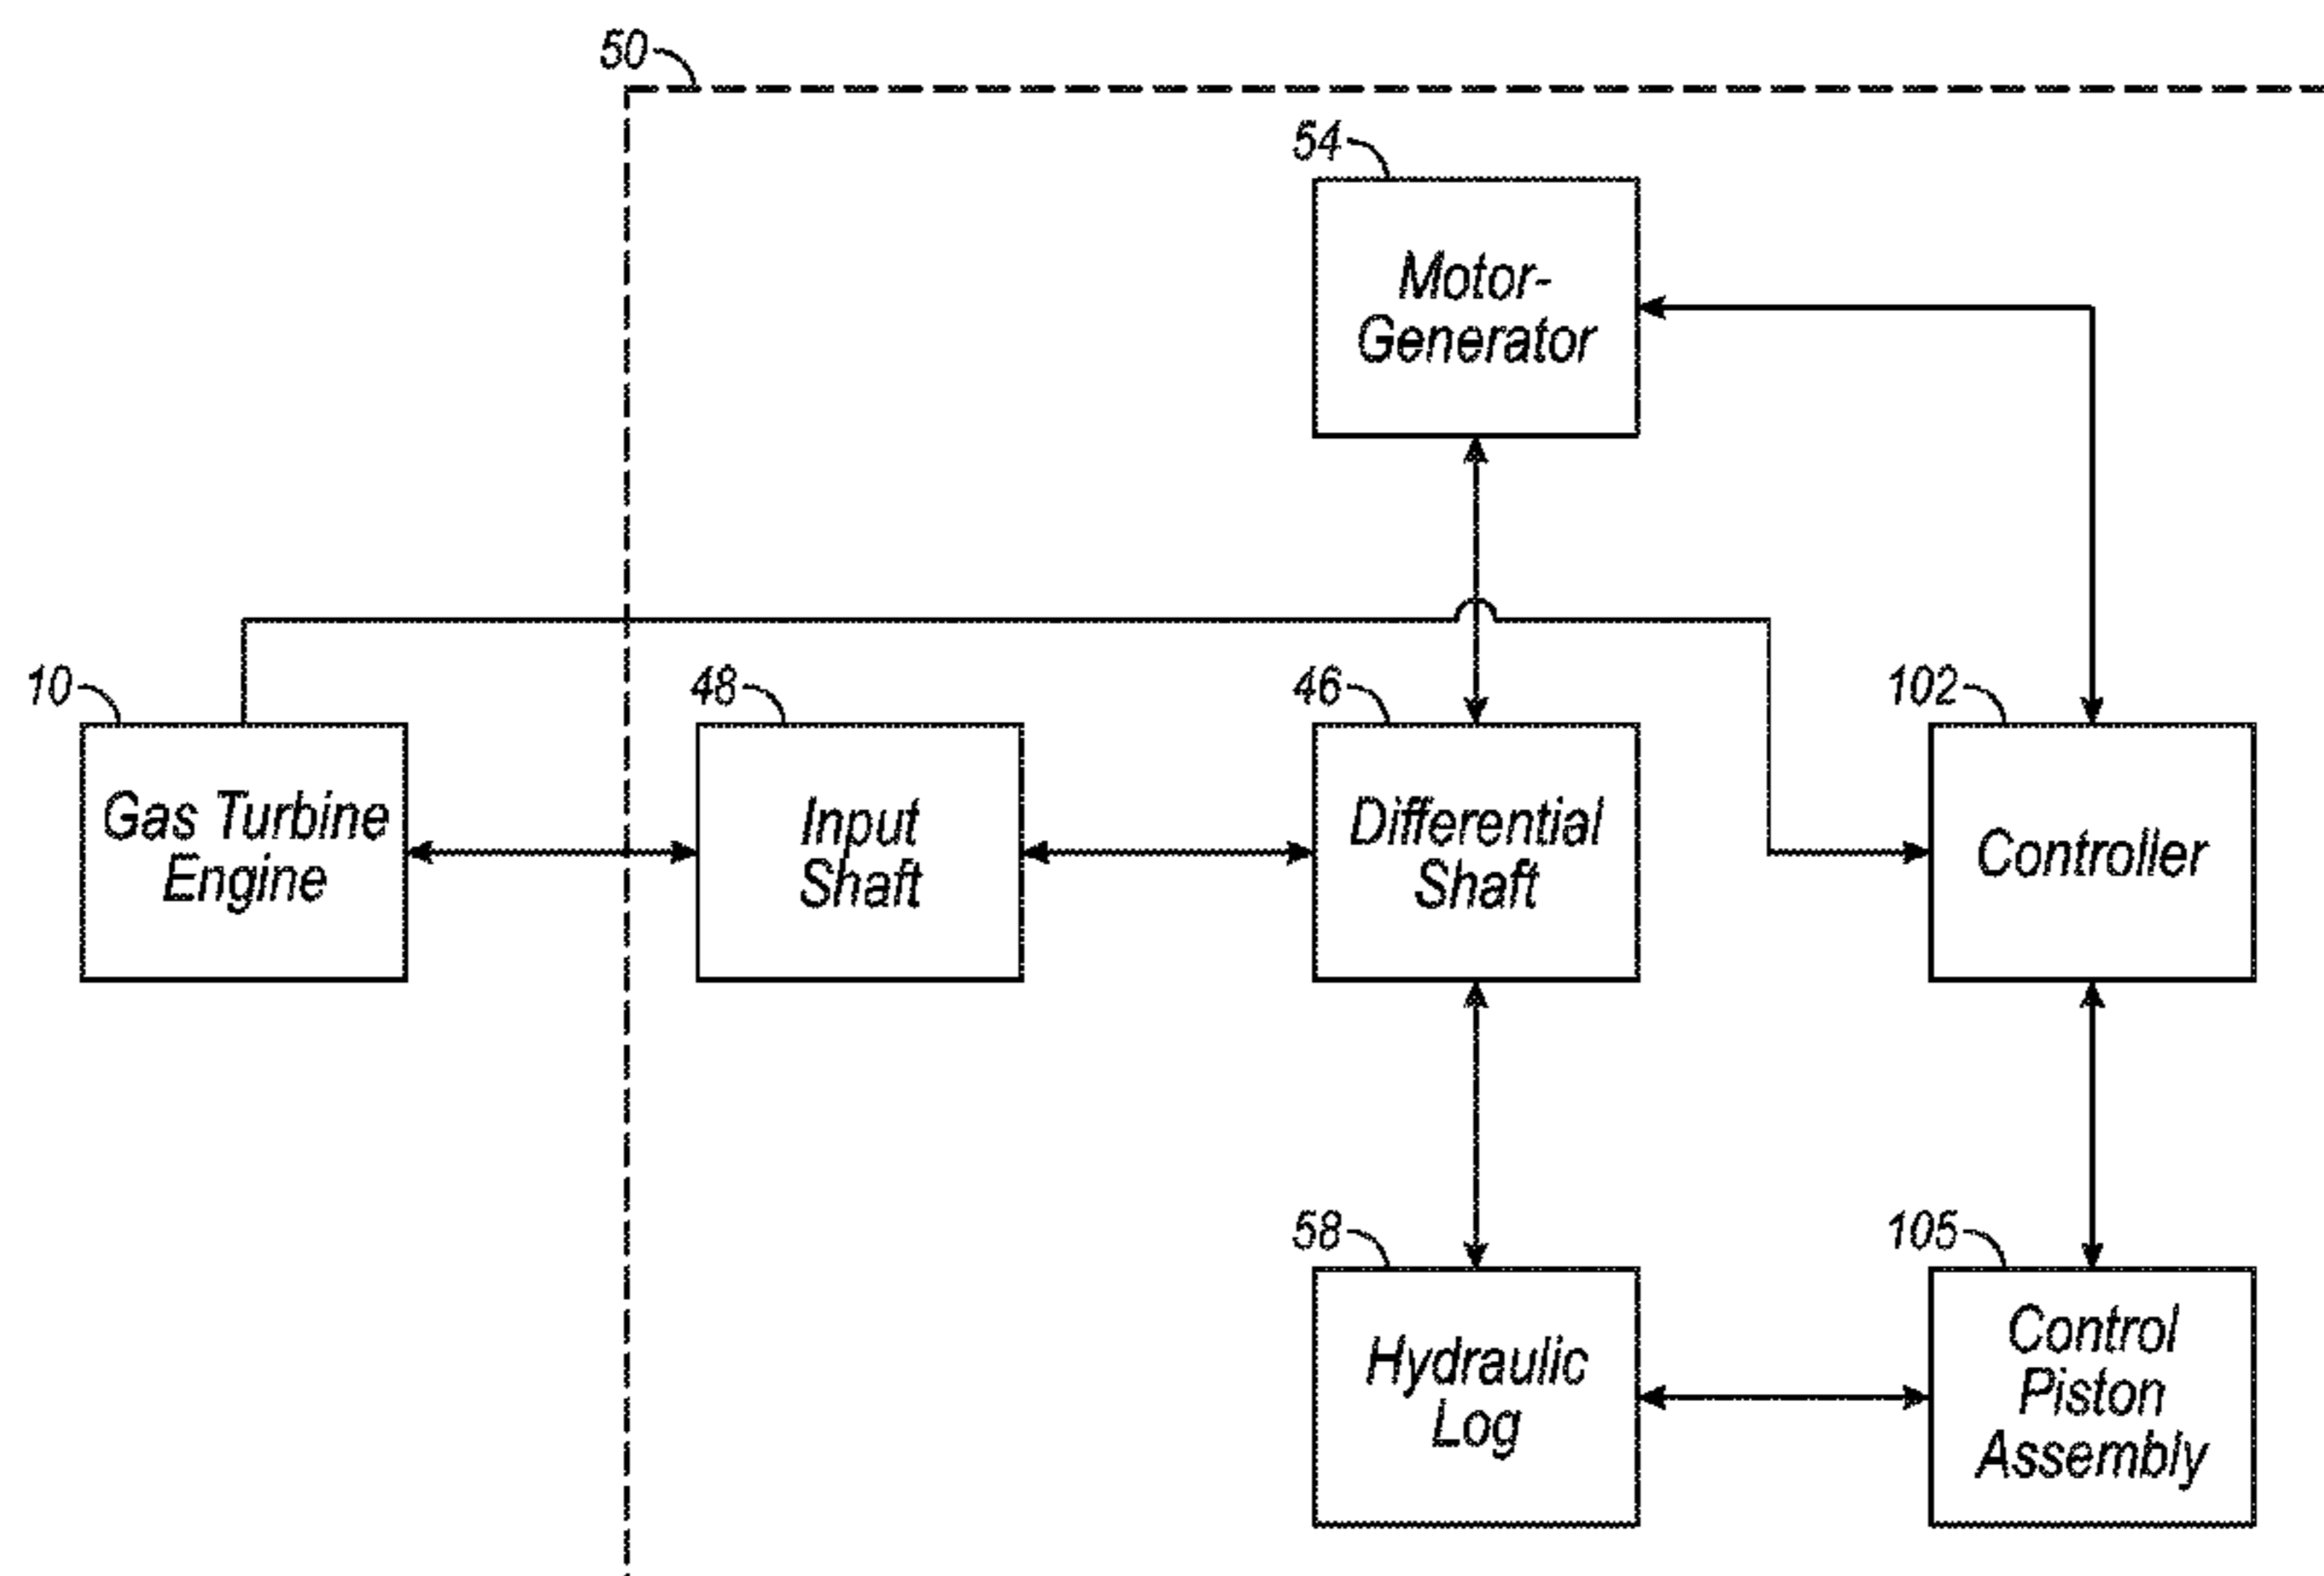 50
54
Motor-
Generator
10
48
46
102
Gas Turbine
Engine
Input
Shaft
Differential
Shaft
Controller
58
105
Hydraulic
Log
Control
Piston
Assembly